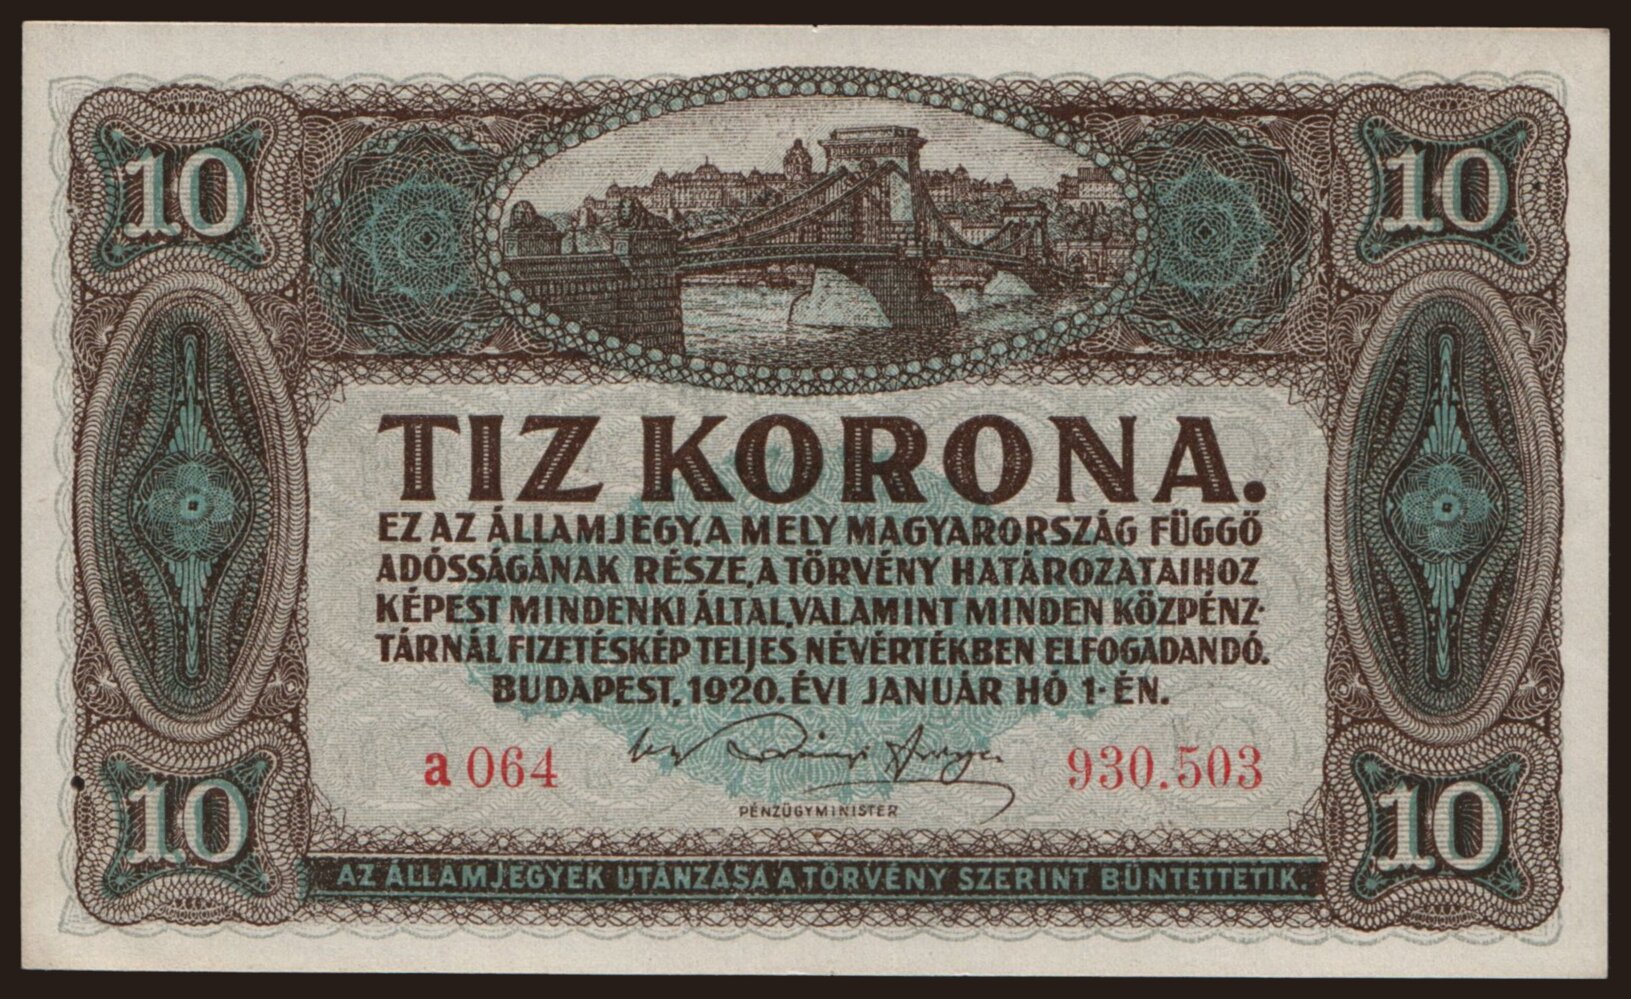 10 10
TIZ KORONA.
EZ AZ ÁLLAMJEGY, A MELY MAGYARORSZÁG FÜGGŐ
ADÓSSÁGÁNAK RÉSZE, A TÖRVÉNY HATÁROZATAIHOZ
KÉPEST MINDENKI ÁLTAL, VALAMINT MINDEN KÖZPÉNZ-
TÁRNÁL FIZETÉSKÉP TELJES NÉVÉRTÉKBEN ELFOGADANDÓ.
BUDAPEST, 1920. ÉVI JANUÁR HÓ 1-ÉN.
a 064 930.503
PÉNZÜGYMINISTER
10 10
AZ ÁLLAMJEGYEK UTÁNZÁSA A TÖRVÉNY SZERINT BÜNTETTETIK.